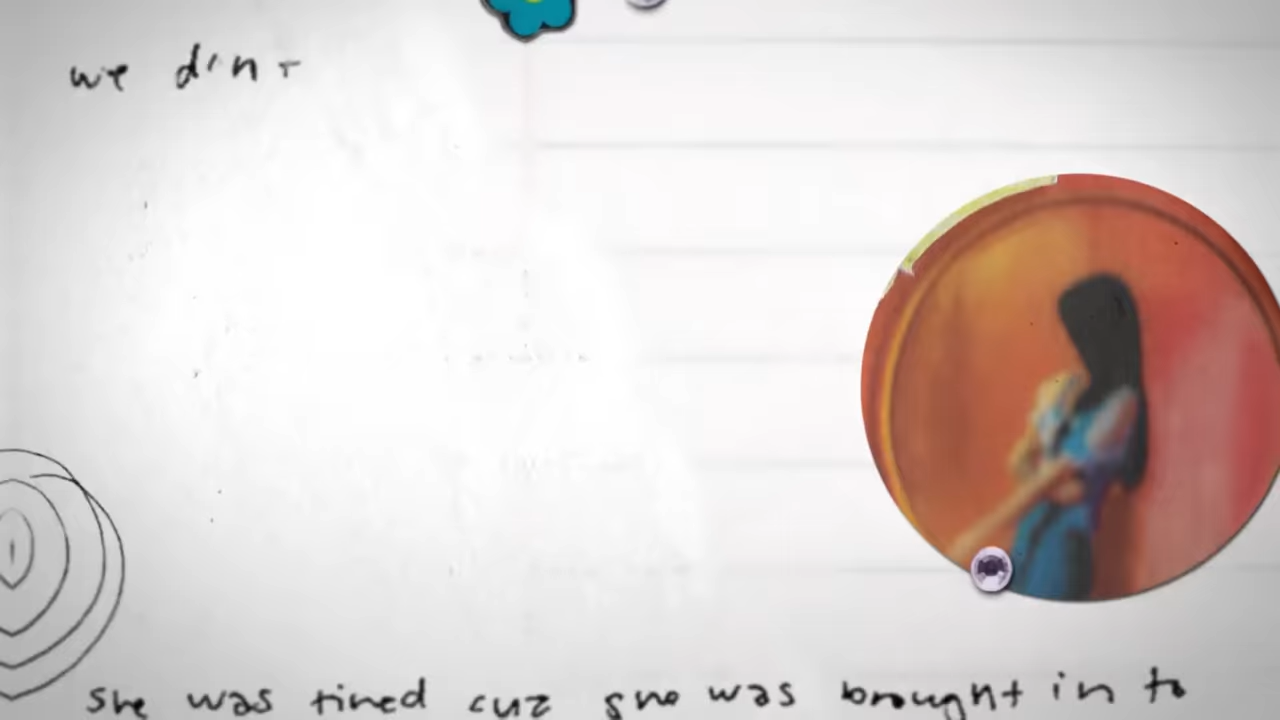 we dint
she was tired cuz she was brought in to